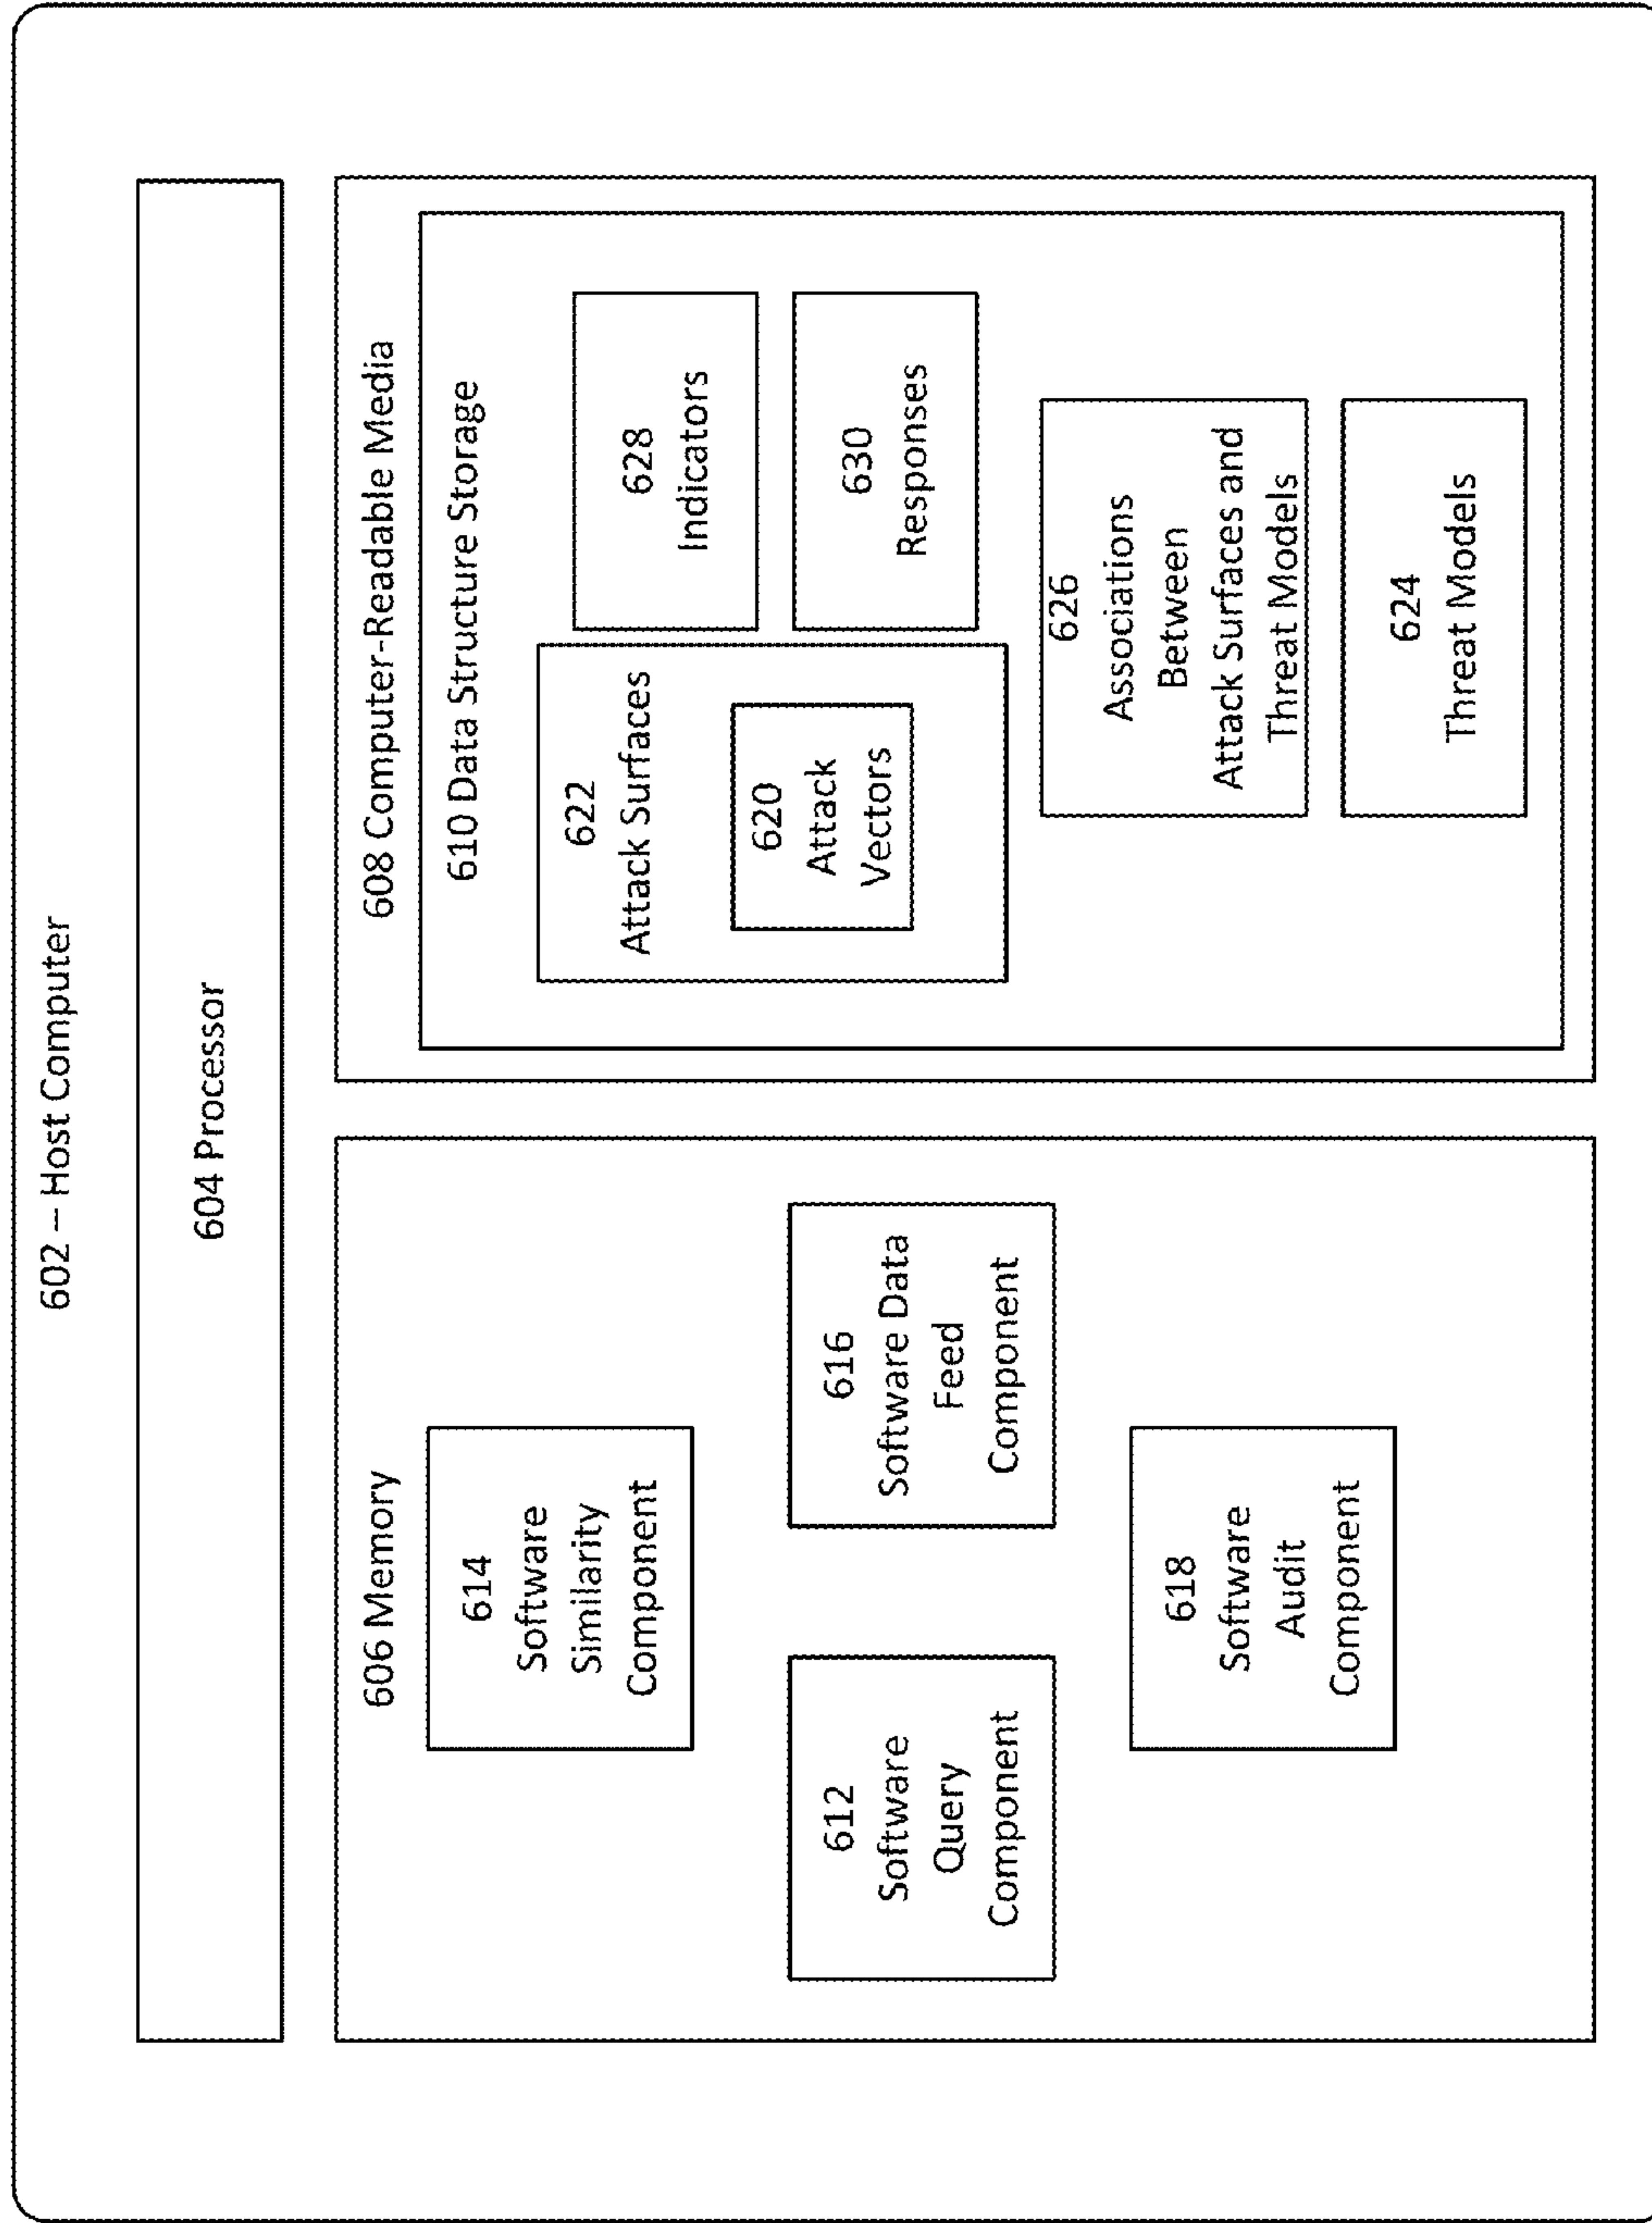 602 – Host Computer
604 Processor
606 Memory
614
Software
Similarity
Component
612
Software
Query
Component
616
Software Data
Feed
Component
618
Software
Audit
Component
608 Computer-Readable Media
610 Data Structure Storage
622
Attack Surfaces
620
Attack
Vectors
628
Indicators
630
Responses
626
Associations
Between
Attack Surfaces and
Threat Models
624
Threat Models